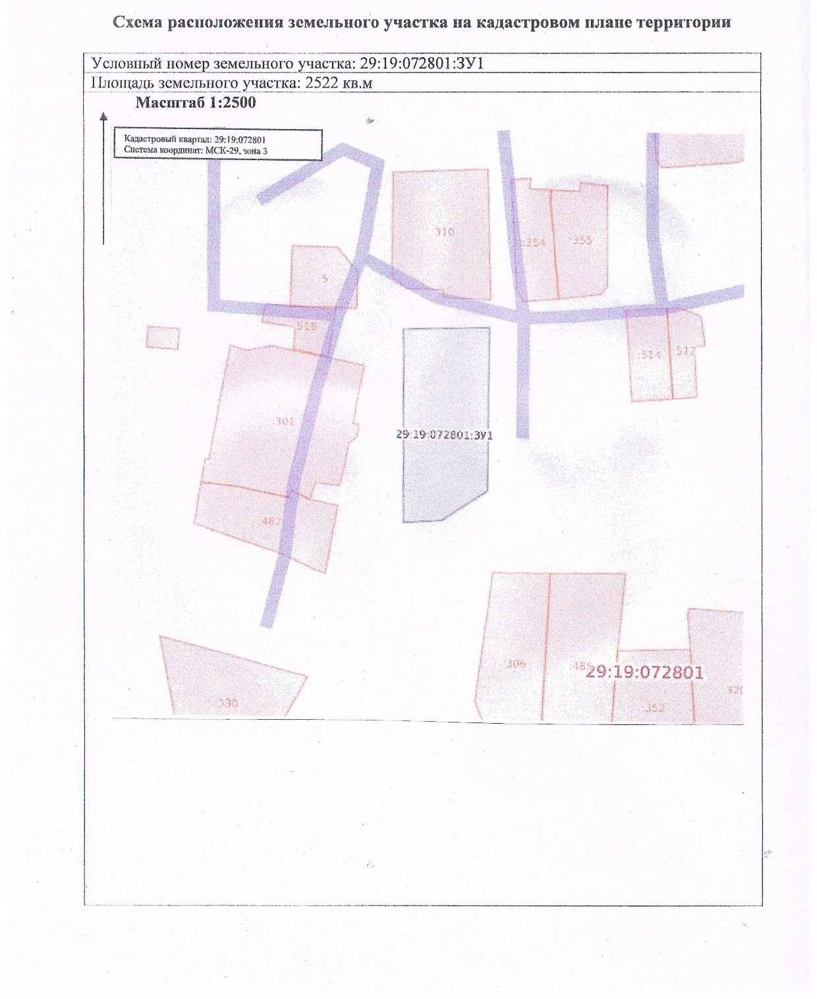 Схема расположения земельного участка на кадастровом плане территории
Условный номер земельного участка: 29:19:072801:ЗУ1
Площадь земельного участка: 2522 кв.м
Масштаб 1:2500
Кадастровый квартал: 29:19:072801
Система координат: МСК-29, зона 3
:310
:354
:355
:5
:518
:514
:512
:301
29:19:072801:ЗУ1
:482
:306
:485
29:19:072801
:320
:330
:352